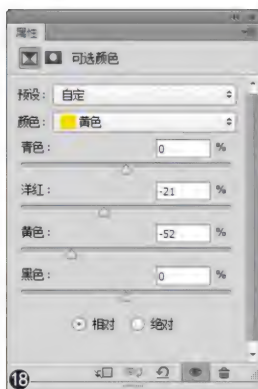 属性
可选颜色
预设： 自定
颜色： 黄色
青色： 0 %
洋红： -21 %
黄色： -52 %
黑色： 0 %
相对 绝对
18